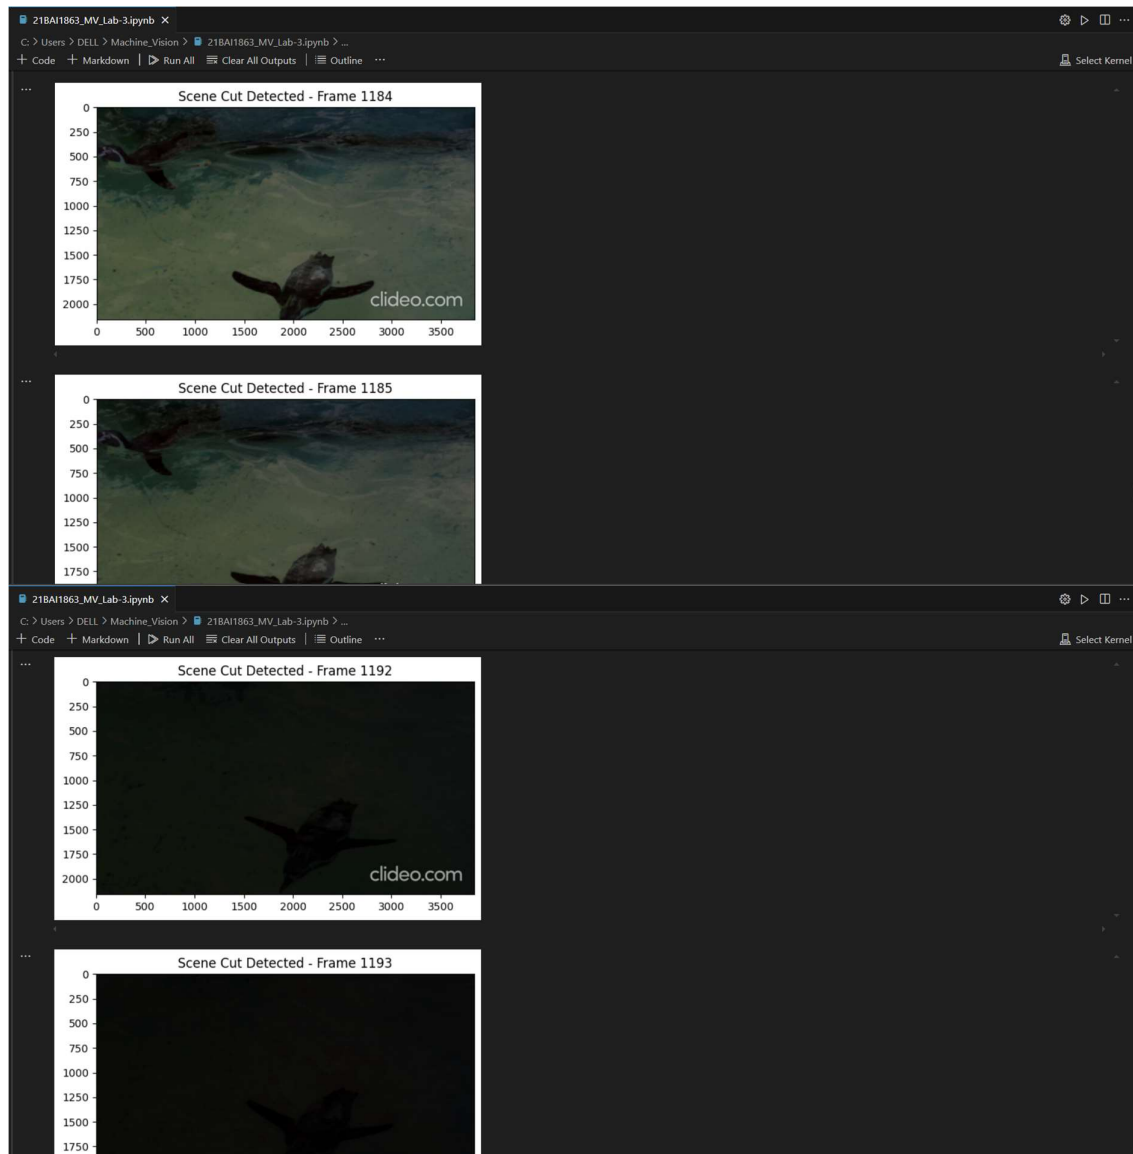 21BAI1863_MV_Lab-3.ipynb ×
C: > Users > DELL > Machine_Vision > 21BAI1863_MV_Lab-3.ipynb > ...
+ Code + Markdown | Run All Clear All Outputs | Outline ...
Select Kernel
...
Scene Cut Detected - Frame 1184
0
250
500
750
1000
1250
1500
1750
2000
clideo.com
0 500 1000 1500 2000 2500 3000 3500
...
Scene Cut Detected - Frame 1185
0
250
500
750
1000
1250
1500
1750
21BAI1863_MV_Lab-3.ipynb ×
C: > Users > DELL > Machine_Vision > 21BAI1863_MV_Lab-3.ipynb > ...
+ Code + Markdown | Run All Clear All Outputs | Outline ...
Select Kernel
...
Scene Cut Detected - Frame 1192
0
250
500
750
1000
1250
1500
1750
2000
clideo.com
0 500 1000 1500 2000 2500 3000 3500
...
Scene Cut Detected - Frame 1193
0
250
500
750
1000
1250
1500
1750